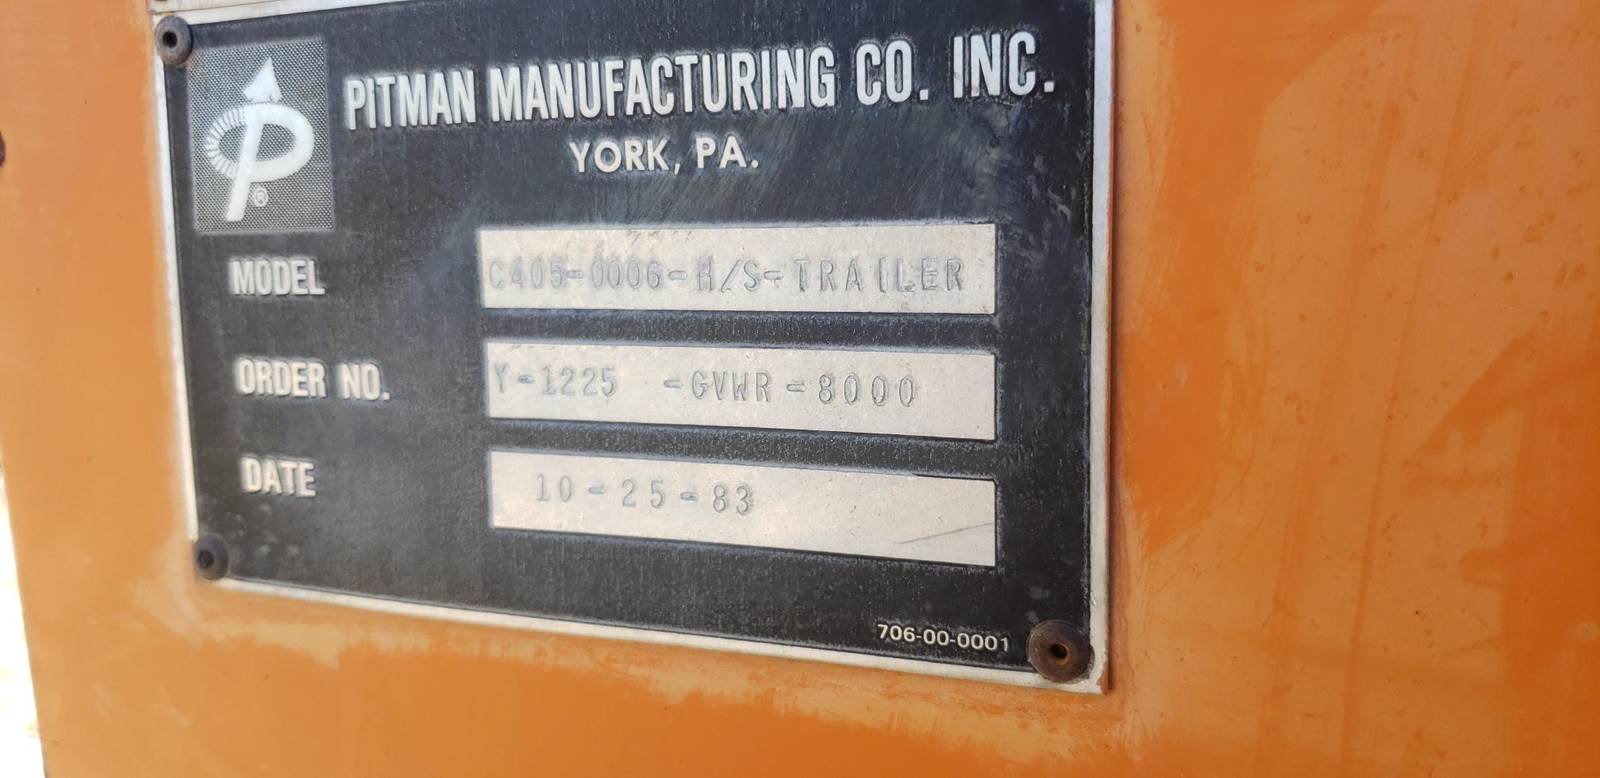 PITMAN MANUFACTURING CO. INC.
YORK, PA.
MODEL C405-0006-H/S-TRAILER
ORDER NO. Y-1225 -GVWR-8000
DATE 10-25-83
706-00-0001
P®